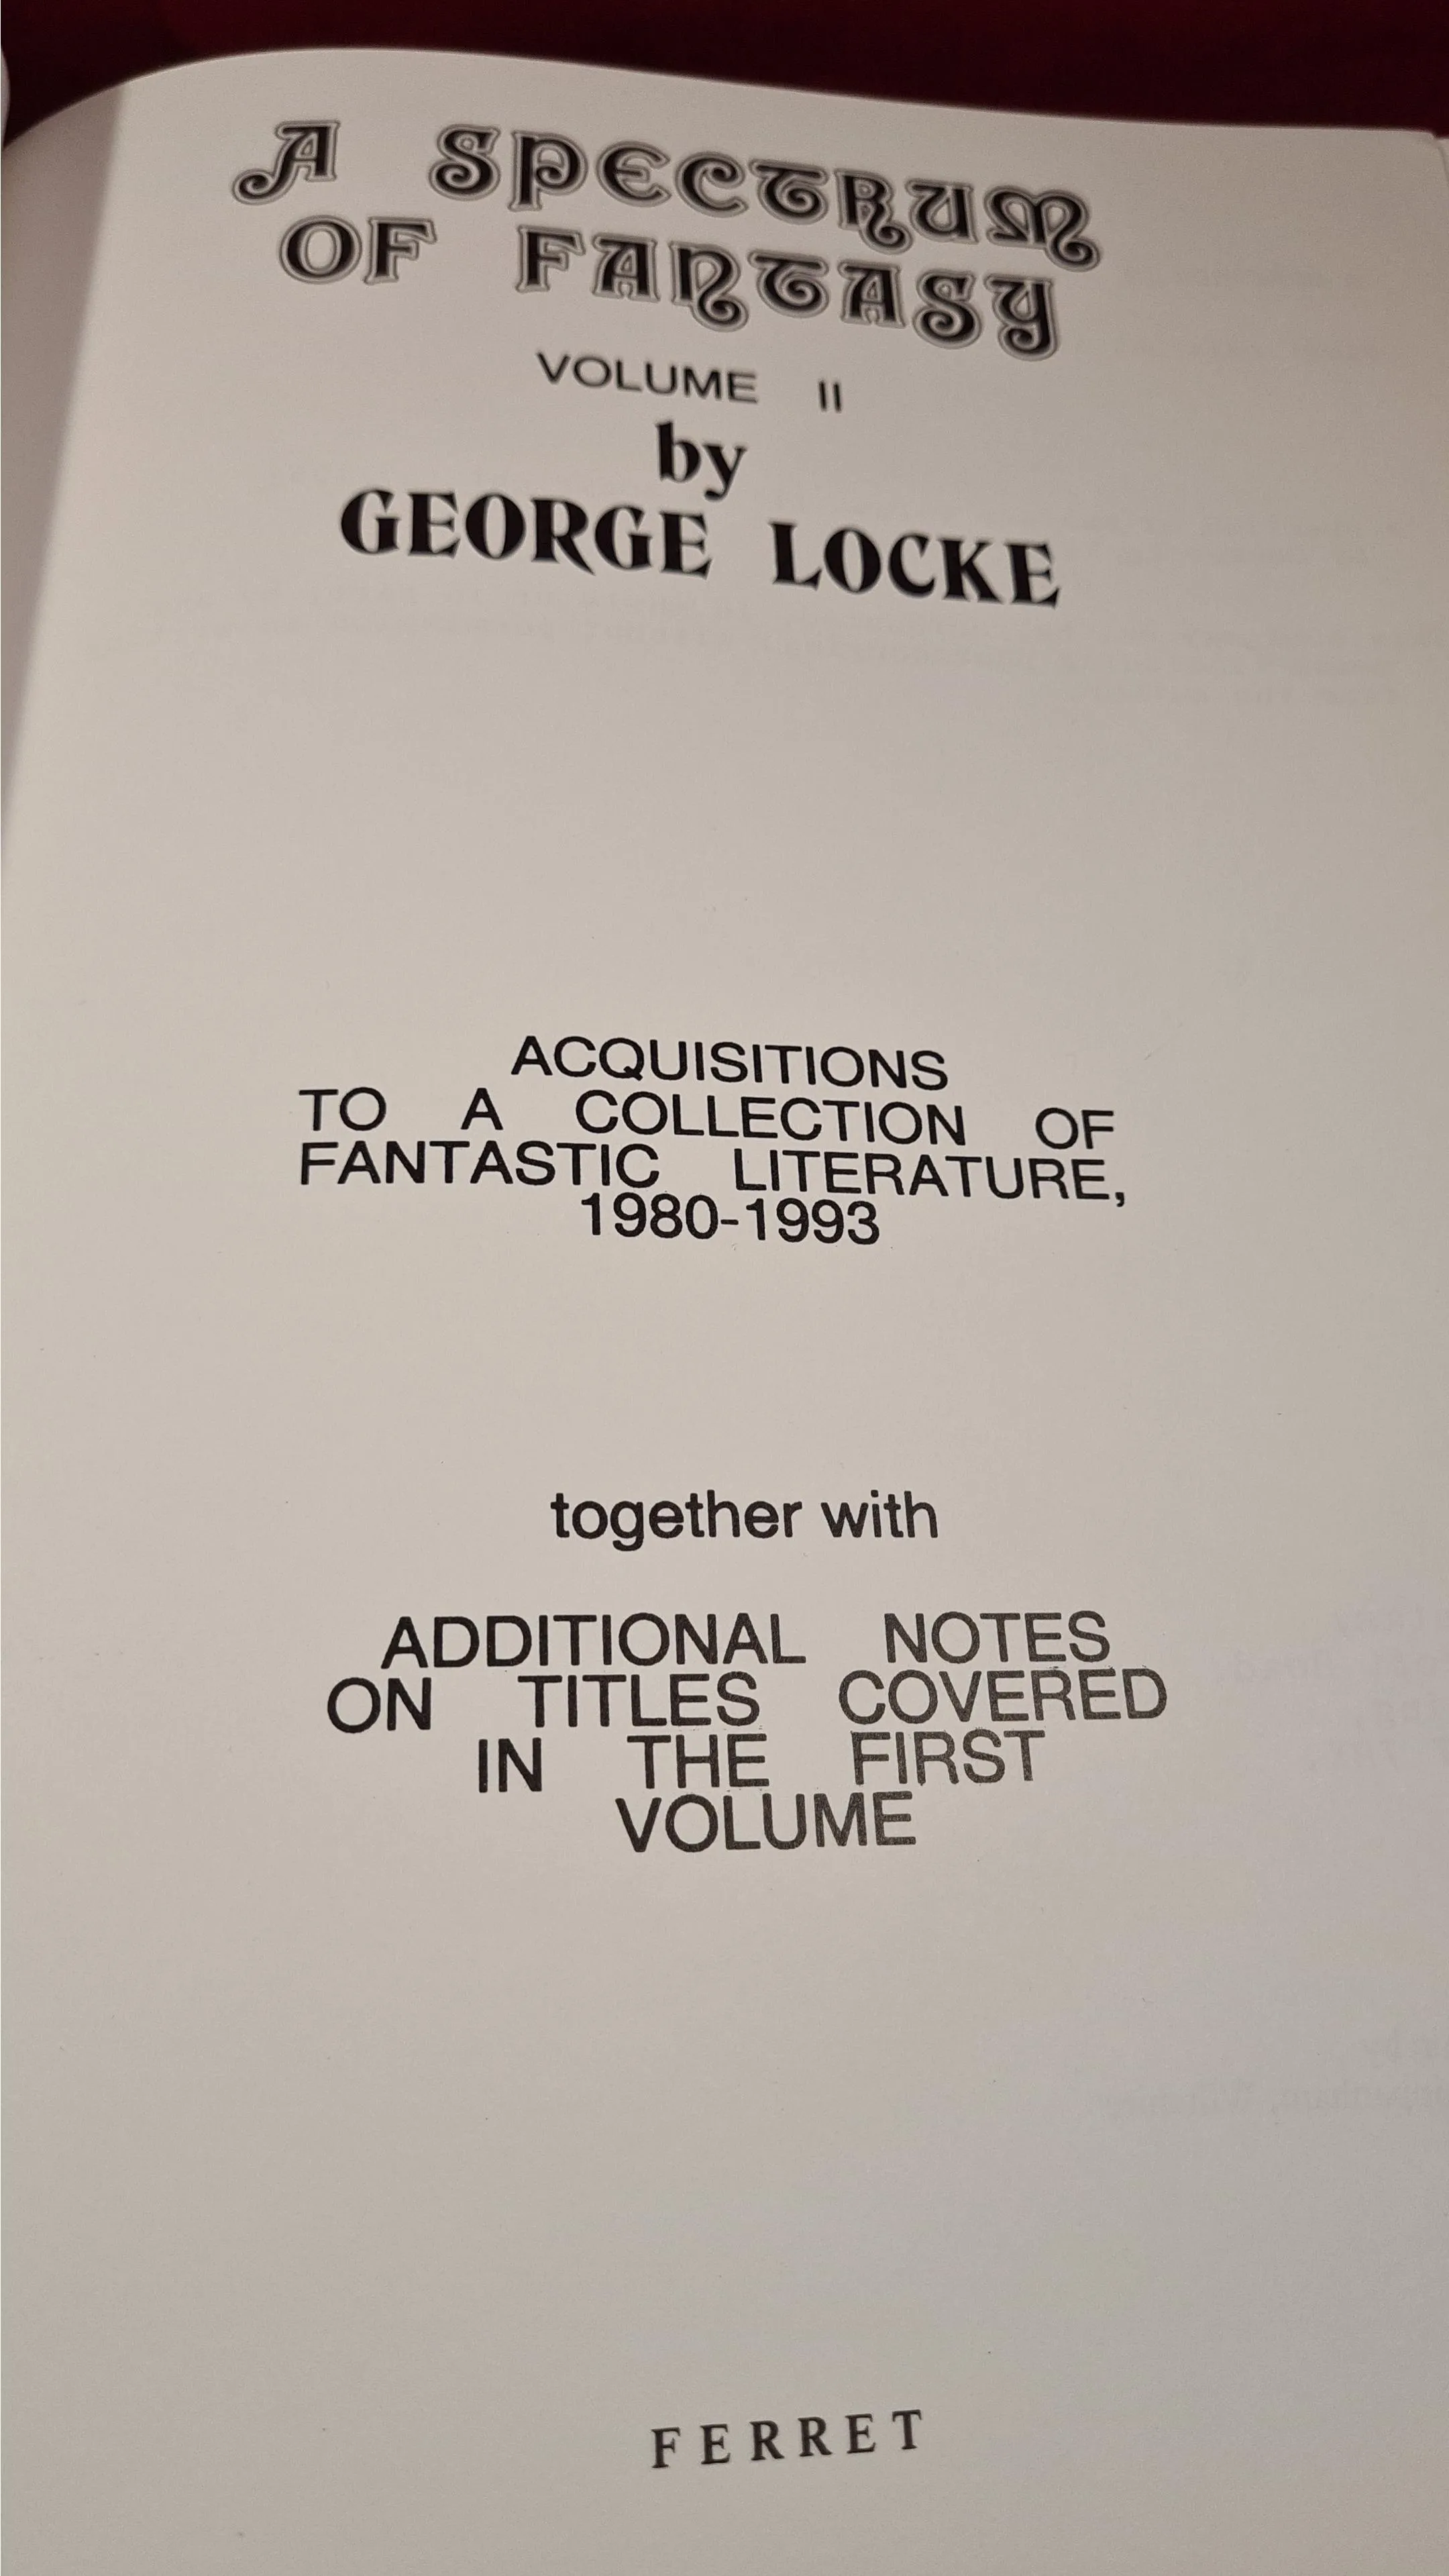 A SPECTRUM
OF FANTASY
VOLUME II
by
GEORGE LOCKE
ACQUISITIONS
TO A COLLECTION OF
FANTASTIC LITERATURE,
1980-1993
together with
ADDITIONAL NOTES
ON TITLES COVERED
IN THE FIRST
VOLUME
FERRET